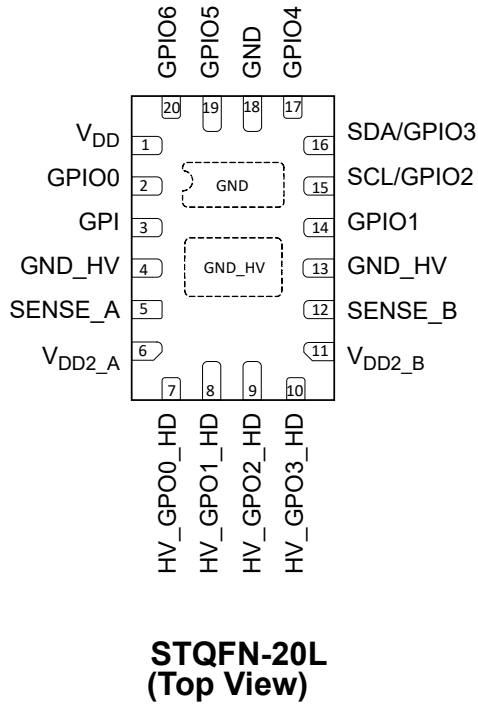 GPIO6
GPIO5
GND
GPIO4
20
19
18
17
VDD
1
16
SDA/GPIO3
GPIO0
2
GND
15
SCL/GPIO2
GPI
3
14
GPIO1
GND_HV
4
GND_HV
13
GND_HV
SENSE_A
5
12
SENSE_B
VDD2_A
6
11
VDD2_B
7
8
9
10
HV_GPO0_HD
HV_GPO1_HD
HV_GPO2_HD
HV_GPO3_HD
STQFN-20L
(Top View)